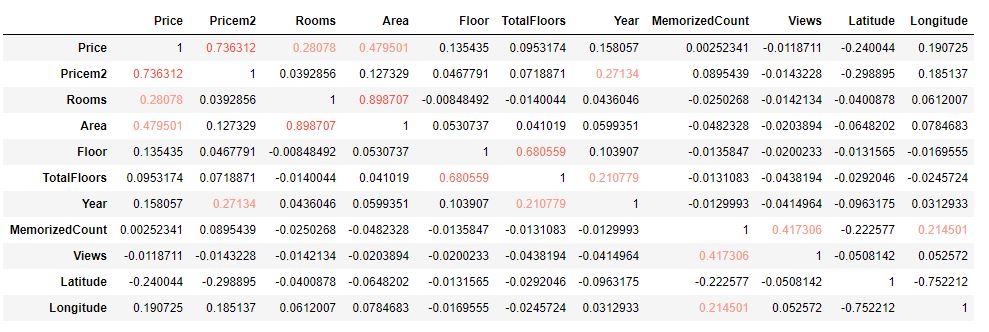 Price Pricem2 Rooms Area Floor TotalFloors Year MemorizedCount Views Latitude Longitude
Price 1 0.736312 0.28078 0.479501 0.135435 0.0953174 0.158057 0.00252341 -0.0118711 -0.240044 0.190725
Pricem2 0.736312 1 0.0392856 0.127329 0.0467791 0.0718871 0.27134 0.0895439 -0.0143228 -0.298895 0.185137
Rooms 0.28078 0.0392856 1 0.898707 -0.00848492 -0.0140044 0.0436046 -0.0250268 -0.0142134 -0.0400878 0.0612007
Area 0.479501 0.127329 0.898707 1 0.0530737 0.041019 0.0599351 -0.0482328 -0.0203894 -0.0648202 0.0784683
Floor 0.135435 0.0467791 -0.00848492 0.0530737 1 0.680559 0.103907 -0.0135847 -0.0200233 -0.0131565 -0.0169555
TotalFloors 0.0953174 0.0718871 -0.0140044 0.041019 0.680559 1 0.210779 -0.0131083 -0.0438194 -0.0292046 -0.0245724
Year 0.158057 0.27134 0.0436046 0.0599351 0.103907 0.210779 1 -0.0129993 -0.0414964 -0.0963175 0.0312933
MemorizedCount 0.00252341 0.0895439 -0.0250268 -0.0482328 -0.0135847 -0.0131083 -0.0129993 1 0.417306 -0.222577 0.214501
Views -0.0118711 -0.0143228 -0.0142134 -0.0203894 -0.0200233 -0.0438194 -0.0414964 0.417306 1 -0.0508142 0.052572
Latitude -0.240044 -0.298895 -0.0400878 -0.0648202 -0.0131565 -0.0292046 -0.0963175 -0.222577 -0.0508142 1 -0.752212
Longitude 0.190725 0.185137 0.0612007 0.0784683 -0.0169555 -0.0245724 0.0312933 0.214501 0.052572 -0.752212 1